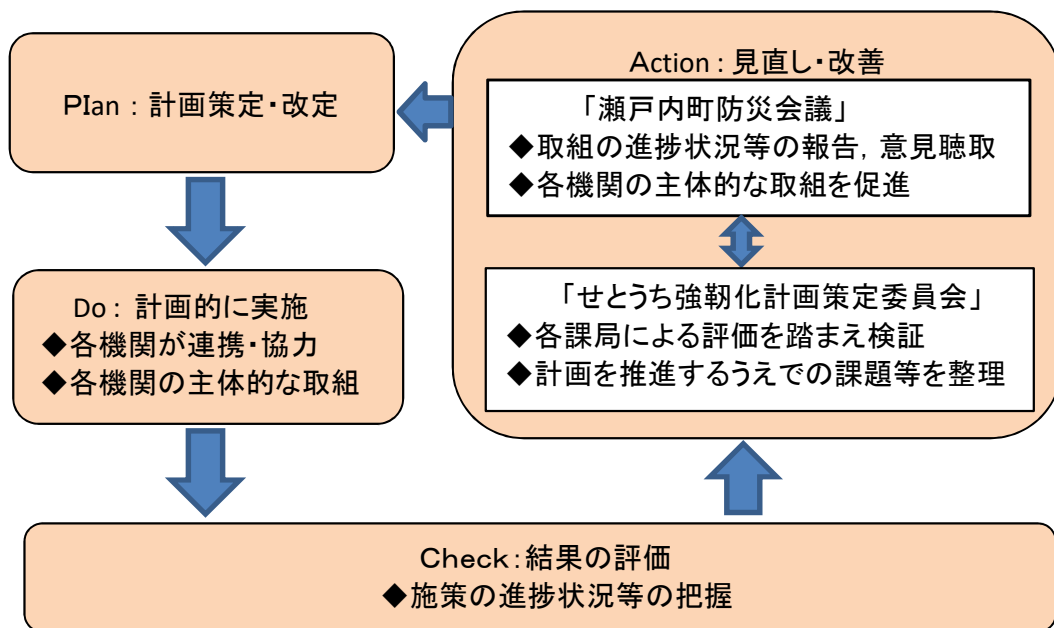 Plan：計画策定・改定
Do：計画的に実施
◆各機関が連携・協力
◆各機関の主体的な取組
Check：結果の評価
◆施策の進捗状況等の把握
Action：見直し・改善
「瀬戸内町防災会議」
◆取組の進捗状況等の報告，意見聴取
◆各機関の主体的な取組を促進
「せとうち強靭化計画策定委員会」
◆各課局による評価を踏まえ検証
◆計画を推進するうえでの課題等を整理